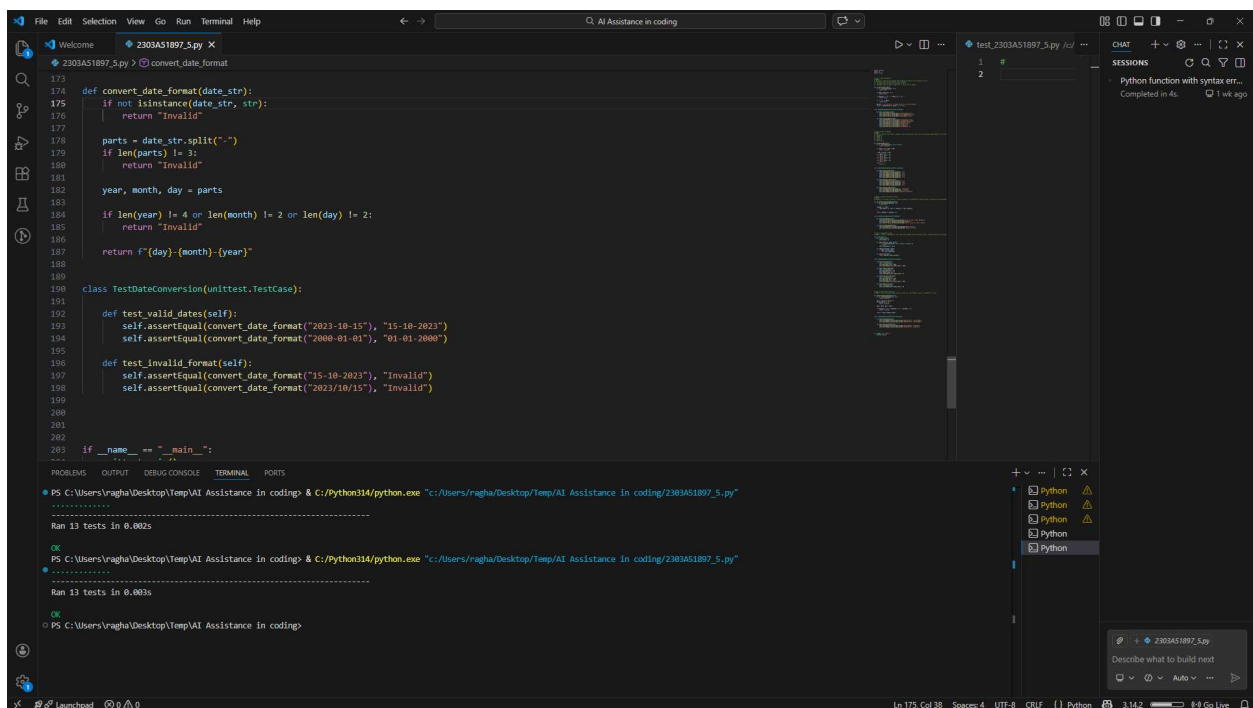 File Edit Selection View Go Run Terminal Help
AI Assistance in coding
Welcome
2303A51897_5.py
2303A51897_5.py > convert_date_format
173
174 def convert_date_format(date_str):
175 if not isinstance(date_str, str):
176 return "Invalid"
177
178 parts = date_str.split("-")
179 if len(parts) != 3:
180 return "Invalid"
181
182 year, month, day = parts
183
184 if len(year) != 4 or len(month) != 2 or len(day) != 2:
185 return "Invalid"
186
187 return f"{day}-{month}-{year}"
188
189
190 class TestDateConversion(unittest.TestCase):
191
192 def test_valid_dates(self):
193 self.assertEqual(convert_date_format("2023-10-15"), "15-10-2023")
194 self.assertEqual(convert_date_format("2000-01-01"), "01-01-2000")
195
196 def test_invalid_format(self):
197 self.assertEqual(convert_date_format("15-10-2023"), "Invalid")
198 self.assertEqual(convert_date_format("2023/10/15"), "Invalid")
199
200
201
202
203 if __name__ == "__main__":
test_2303A51897_5.py /c:/
1 #
2
CHAT
SESSIONS
Python function with syntax err...
Completed in 4s. 1 wk ago
PROBLEMS OUTPUT DEBUG CONSOLE TERMINAL PORTS
PS C:\Users\ragha\Desktop\Temp\AI Assistance in coding> & C:/Python314/python.exe "c:/Users/ragha/Desktop/Temp/AI Assistance in coding/2303A51897_5.py"
.............
----------------------------------------------------------------------
Ran 13 tests in 0.002s
OK
PS C:\Users\ragha\Desktop\Temp\AI Assistance in coding> & C:/Python314/python.exe "c:/Users/ragha/Desktop/Temp/AI Assistance in coding/2303A51897_5.py"
.............
----------------------------------------------------------------------
Ran 13 tests in 0.003s
OK
PS C:\Users\ragha\Desktop\Temp\AI Assistance in coding>
Python
Python
Python
Python
Python
+ 2303A51897_5.py
Describe what to build next
Auto
Launchpad 0 0 Ln 175, Col 38 Spaces: 4 UTF-8 CRLF { } Python 3.14.2 Go Live